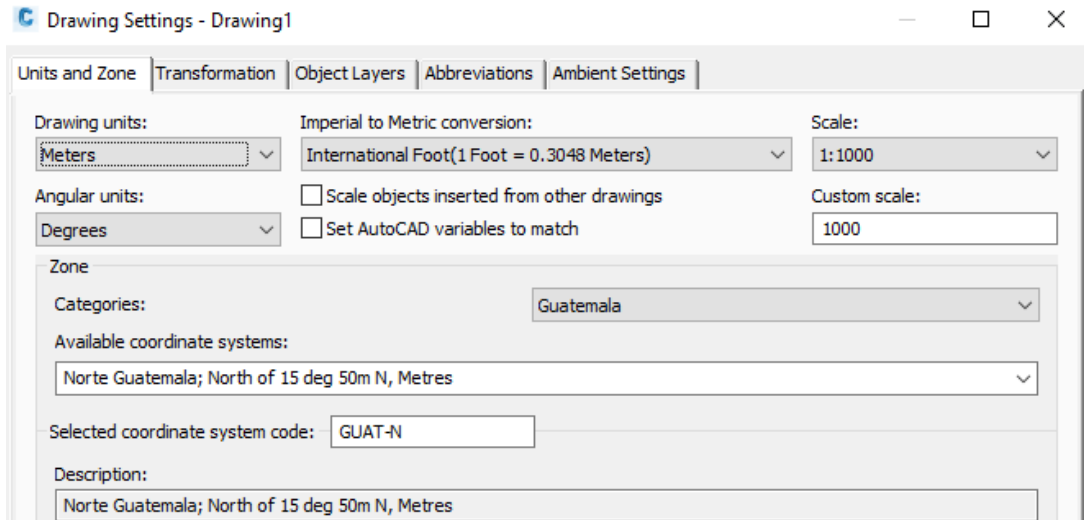 Drawing Settings - Drawing1
Units and Zone Transformation Object Layers Abbreviations Ambient Settings
Drawing units: Imperial to Metric conversion: Scale:
Meters International Foot(1 Foot = 0.3048 Meters) 1:1000
Angular units: Scale objects inserted from other drawings Custom scale:
Degrees Set AutoCAD variables to match 1000
Zone
Categories: Guatemala
Available coordinate systems:
Norte Guatemala; North of 15 deg 50m N, Metres
Selected coordinate system code: GUAT-N
Description:
Norte Guatemala; North of 15 deg 50m N, Metres